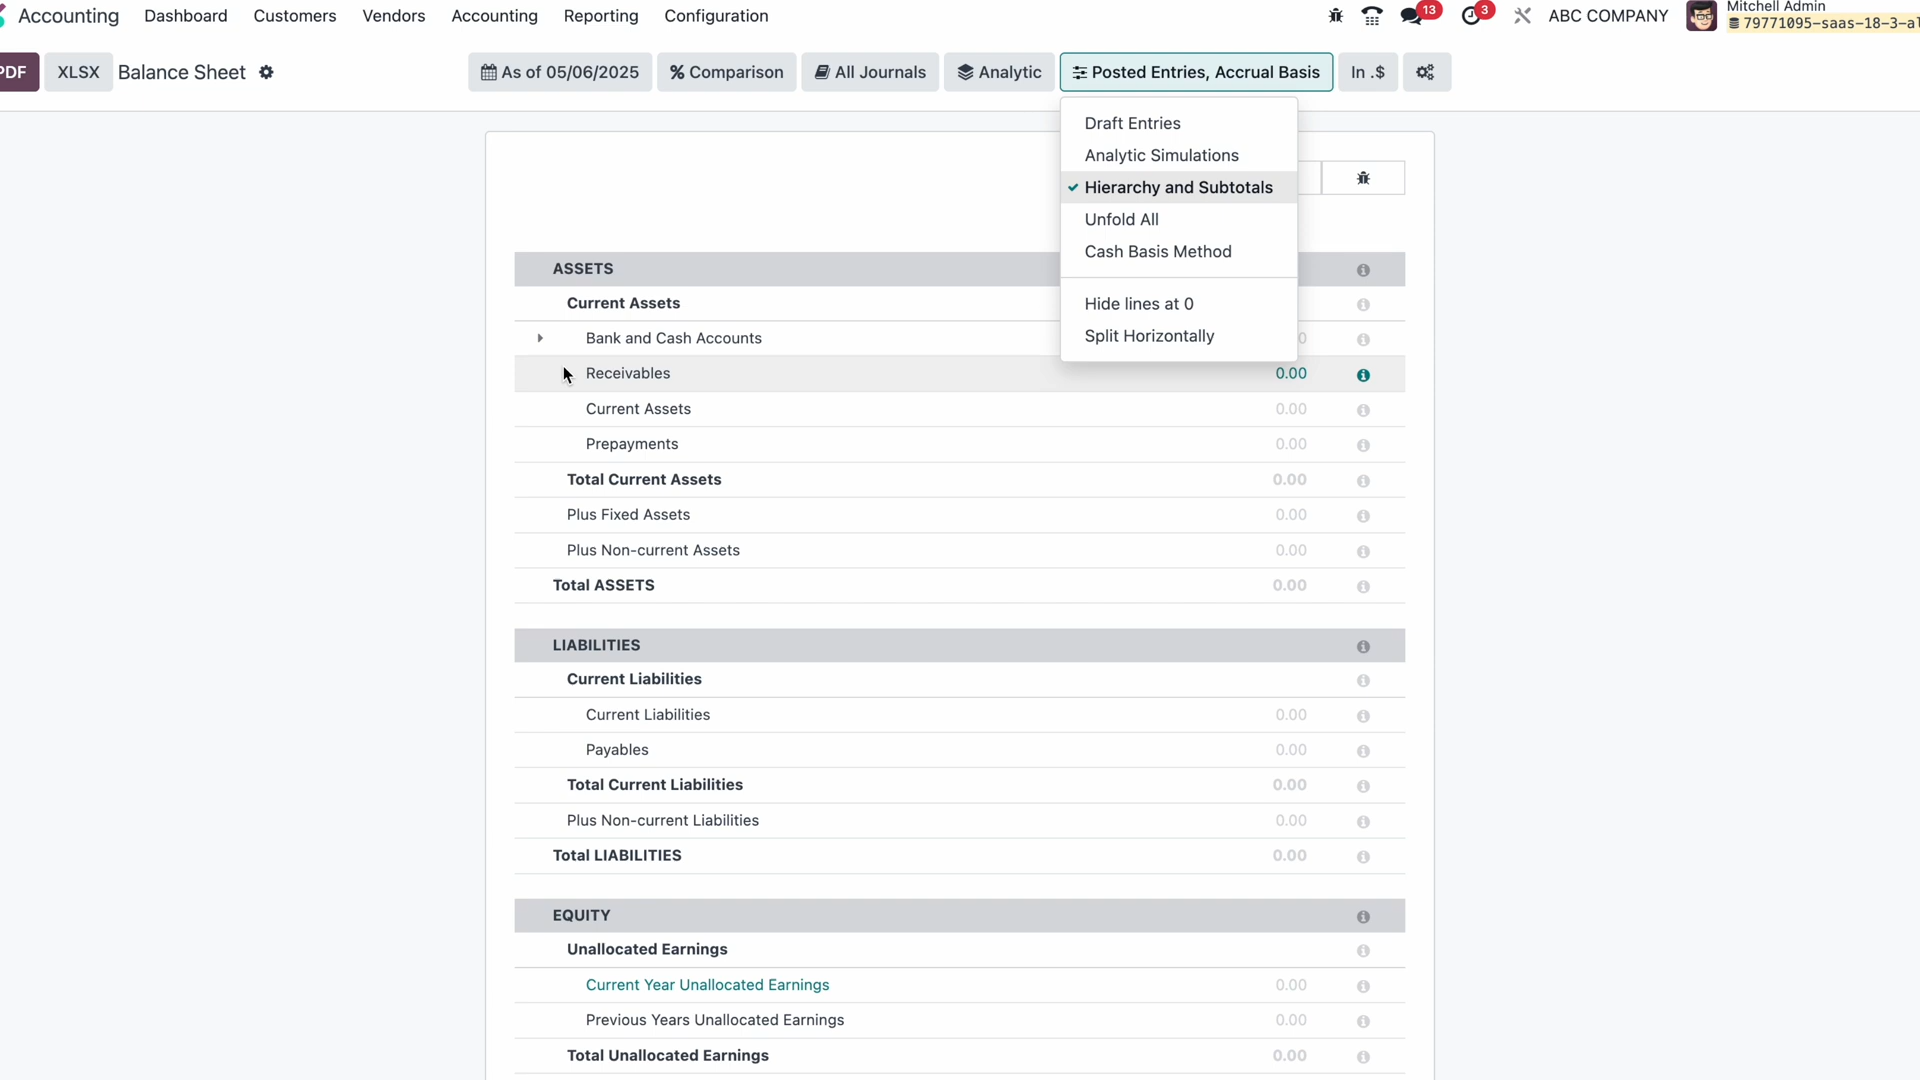 Accounting Dashboard Customers Vendors Accounting Reporting Configuration 13 3 ABC COMPANY Mitchell Admin
79771095-saas-18-3-al
PDF XLSX Balance Sheet As of 05/06/2025 % Comparison All Journals Analytic Posted Entries, Accrual Basis In .$
Draft Entries
Analytic Simulations
Hierarchy and Subtotals
Unfold All
Cash Basis Method
Hide lines at 0
Split Horizontally
ASSETS
Current Assets
Bank and Cash Accounts 0
Receivables 0.00
Current Assets 0.00
Prepayments 0.00
Total Current Assets 0.00
Plus Fixed Assets 0.00
Plus Non-current Assets 0.00
Total ASSETS 0.00
LIABILITIES
Current Liabilities
Current Liabilities 0.00
Payables 0.00
Total Current Liabilities 0.00
Plus Non-current Liabilities 0.00
Total LIABILITIES 0.00
EQUITY
Unallocated Earnings
Current Year Unallocated Earnings 0.00
Previous Years Unallocated Earnings 0.00
Total Unallocated Earnings 0.00